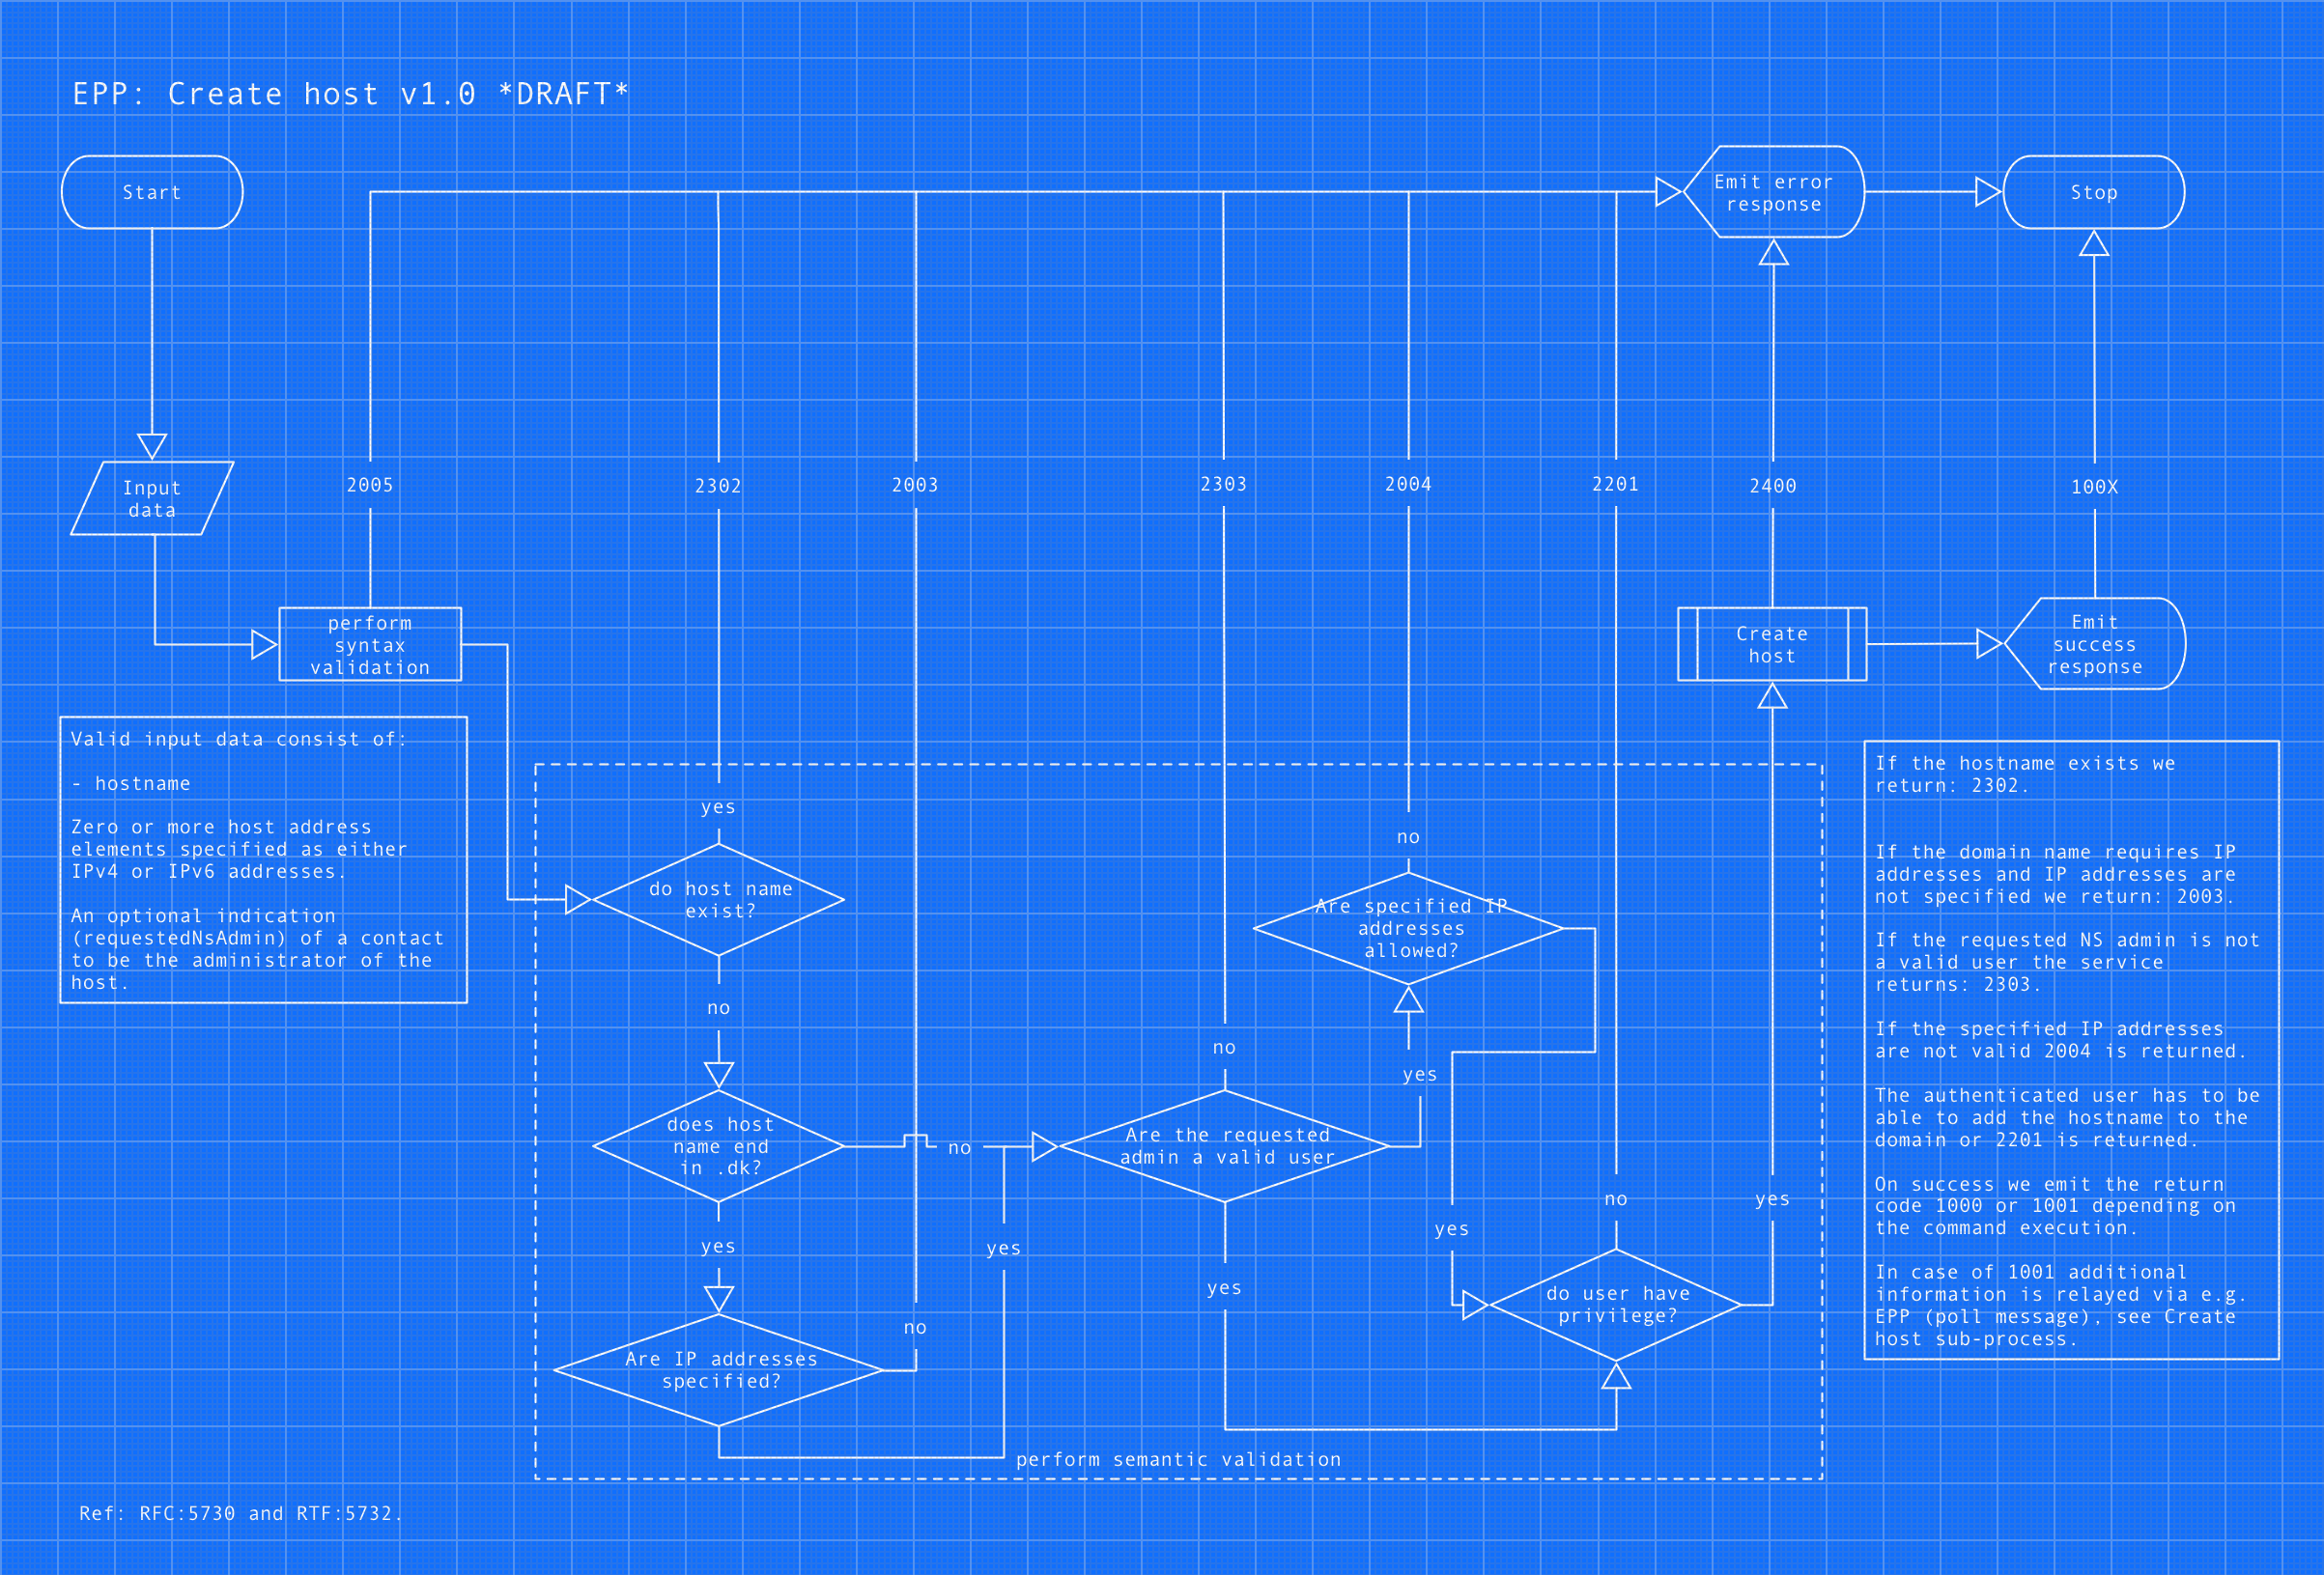 EPP: Create host v1.0 *DRAFT*
Start
Emit error
response
Stop
Input
data
2005
2302
2003
2303
2004
2201
2400
100X
perform
syntax
validation
Create
host
Emit
success
response
Valid input data consist of:
- hostname
Zero or more host address
elements specified as either
IPv4 or IPv6 addresses.
An optional indication
(requestedNsAdmin) of a contact
to be the administrator of the
host.
yes
do host name
exist?
no
does host
name end
in .dk?
no
yes
Are IP addresses
specified?
no
yes
no
Are the requested
admin a valid user
yes
yes
no
Are specified IP
addresses
allowed?
yes
no
do user have
privilege?
yes
perform semantic validation
If the hostname exists we
return: 2302.
If the domain name requires IP
addresses and IP addresses are
not specified we return: 2003.
If the requested NS admin is not
a valid user the service
returns: 2303.
If the specified IP addresses
are not valid 2004 is returned.
The authenticated user has to be
able to add the hostname to the
domain or 2201 is returned.
On success we emit the return
code 1000 or 1001 depending on
the command execution.
In case of 1001 additional
information is relayed via e.g.
EPP (poll message), see Create
host sub-process.
Ref: RFC:5730 and RTF:5732.